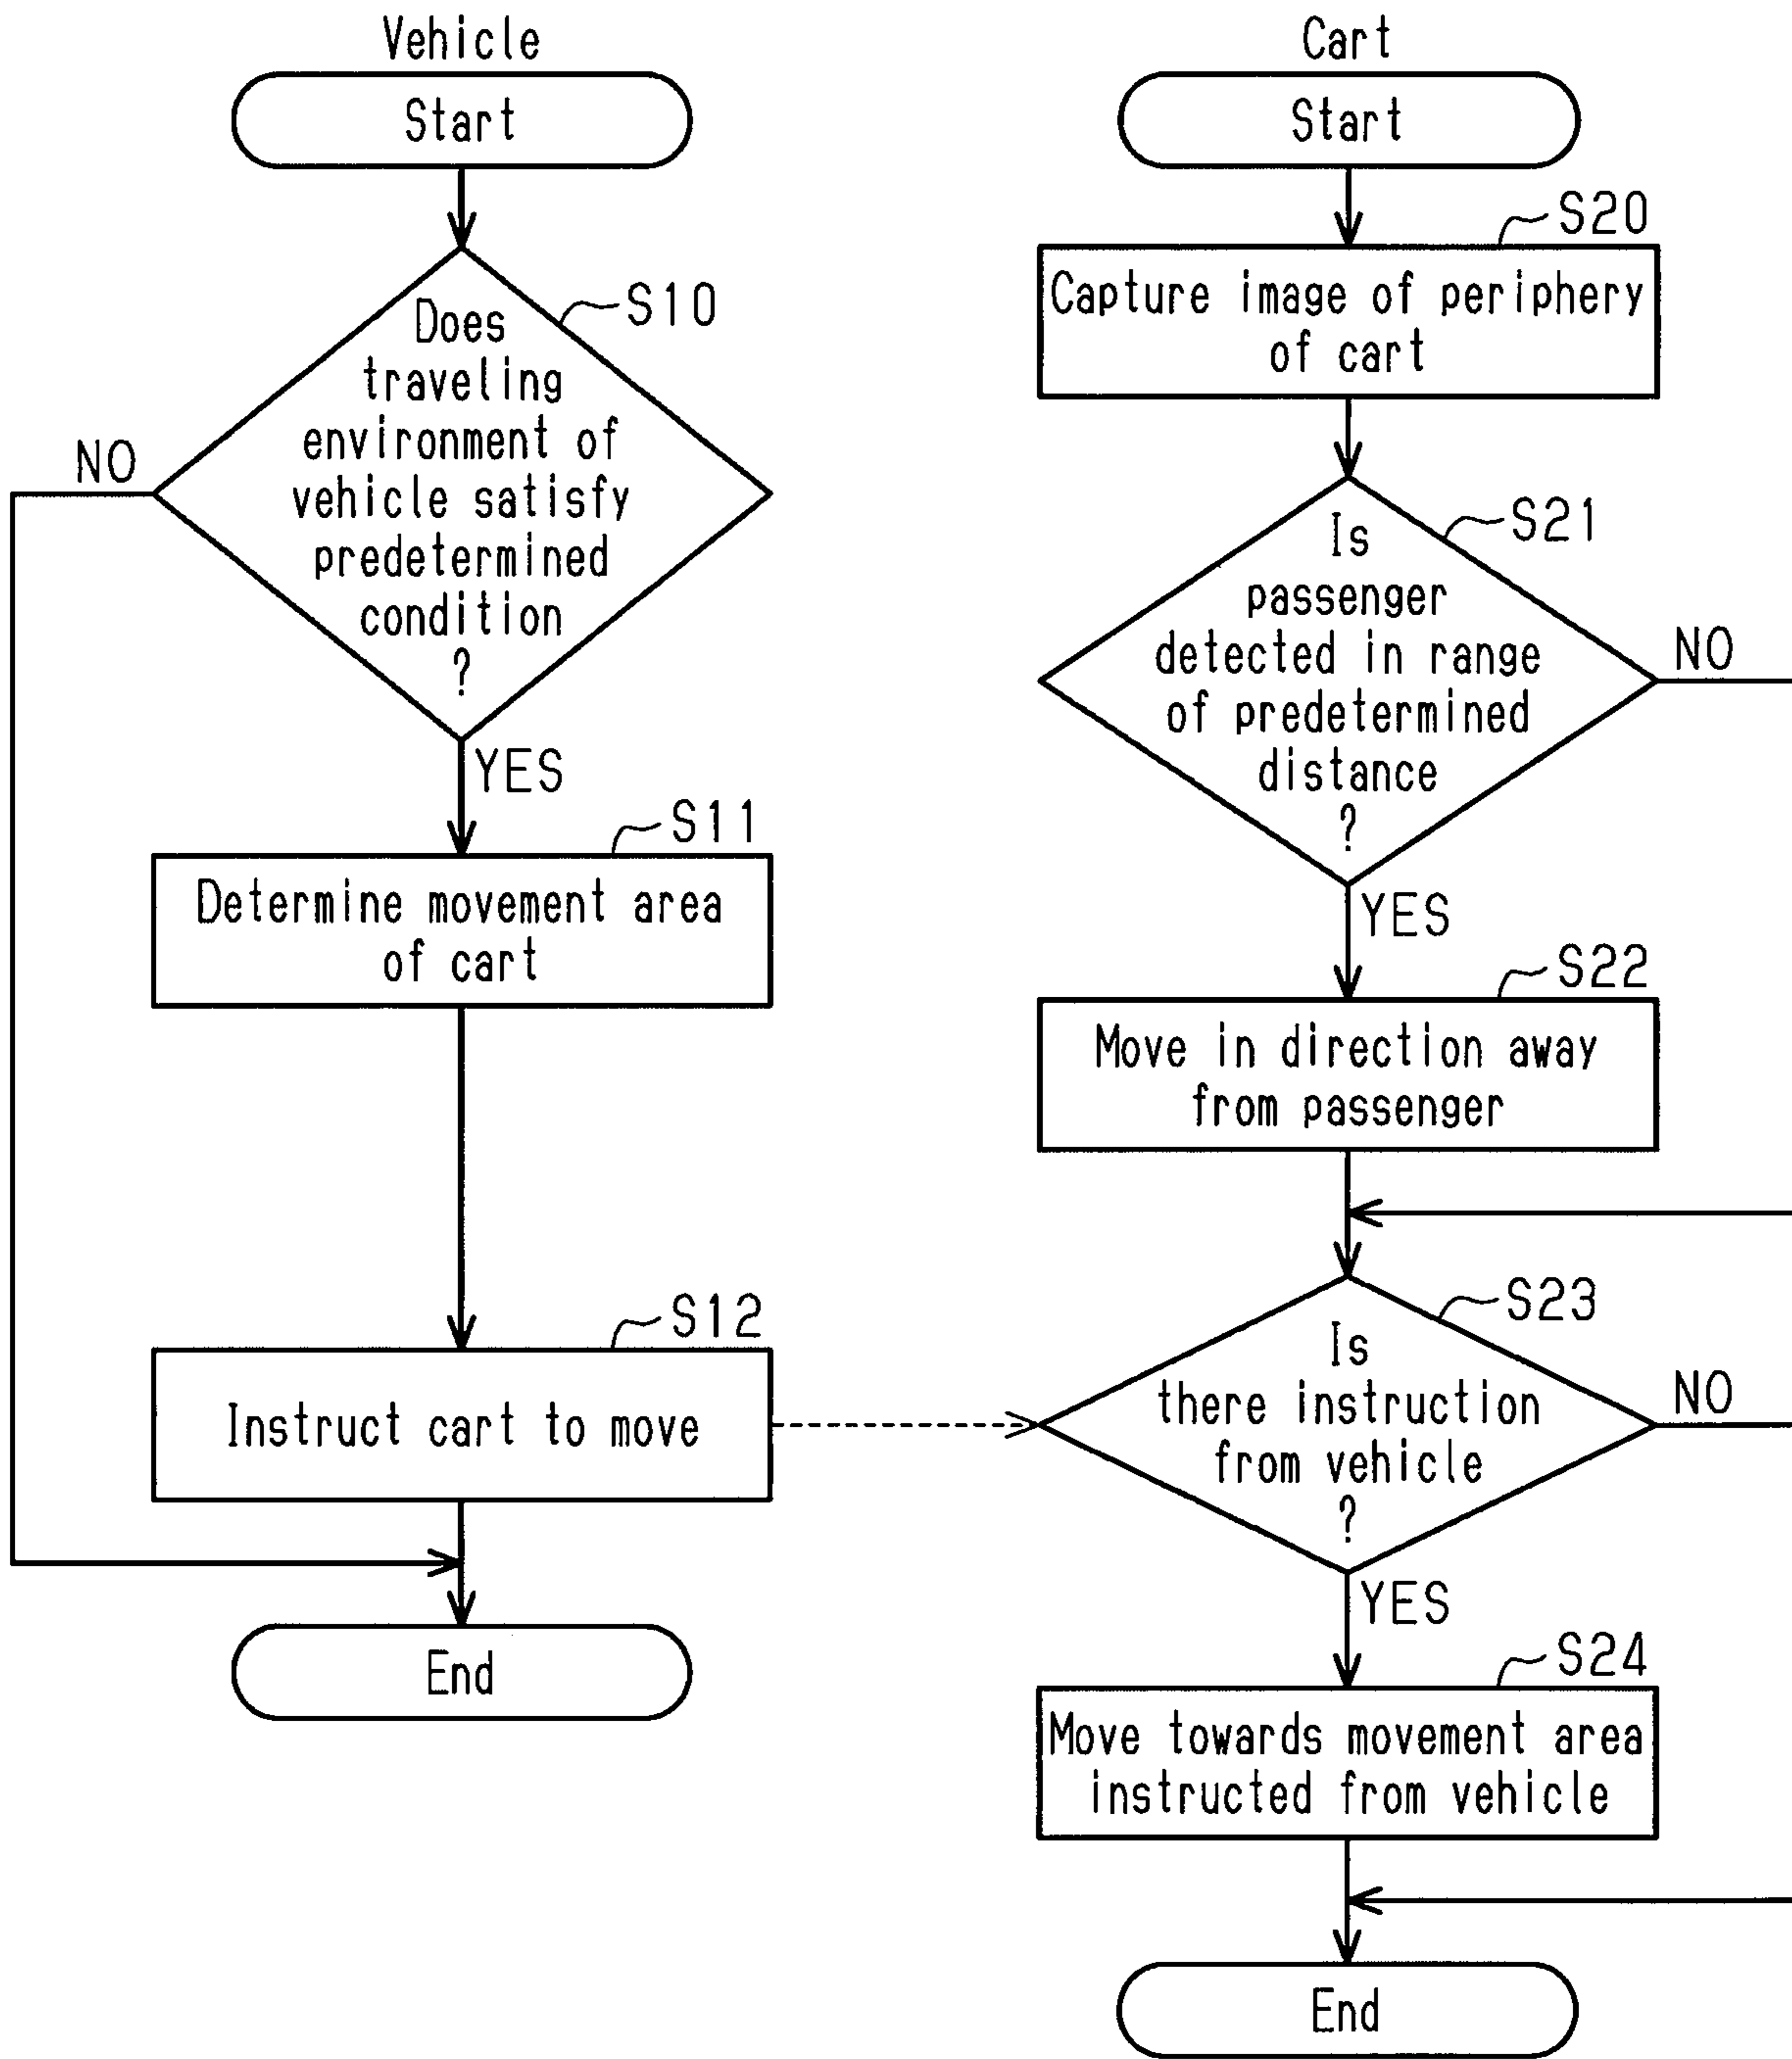 Vehicle
Start
S10
Does
traveling
environment of
vehicle satisfy
predetermined
condition
?
NO
YES
S11
Determine movement area
of cart
S12
Instruct cart to move
End
Cart
Start
S20
Capture image of periphery
of cart
S21
Is
passenger
detected in range
of predetermined
distance
?
NO
YES
S22
Move in direction away
from passenger
S23
Is
there instruction
from vehicle
?
NO
YES
S24
Move towards movement area
instructed from vehicle
End